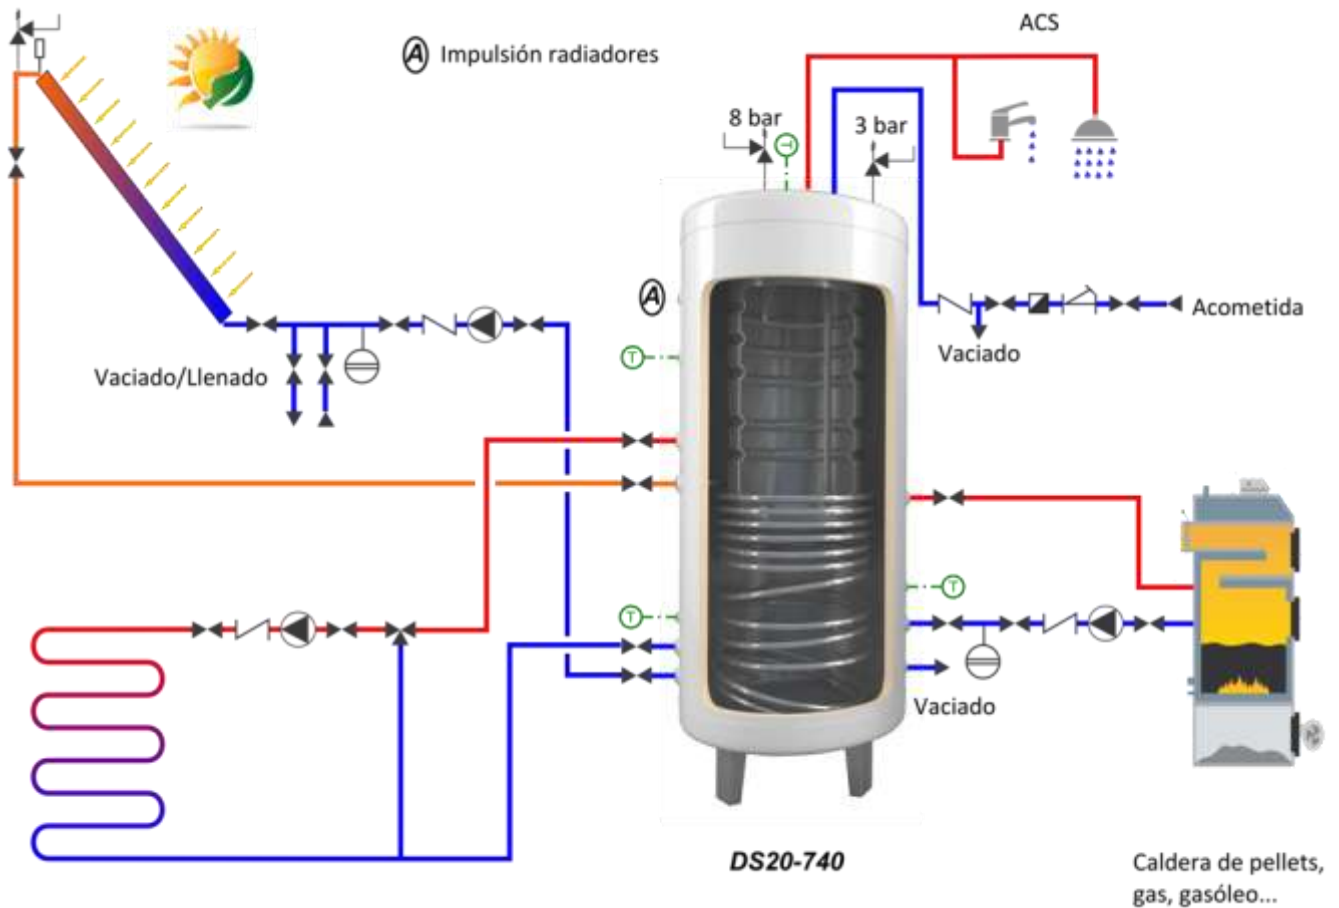 ACS
A Impulsión radiadores
8 bar
3 bar
T
A
Acometida
Vaciado
T
Vaciado/Llenado
T
T
Vaciado
DS20-740
Caldera de pellets,
gas, gasóleo...